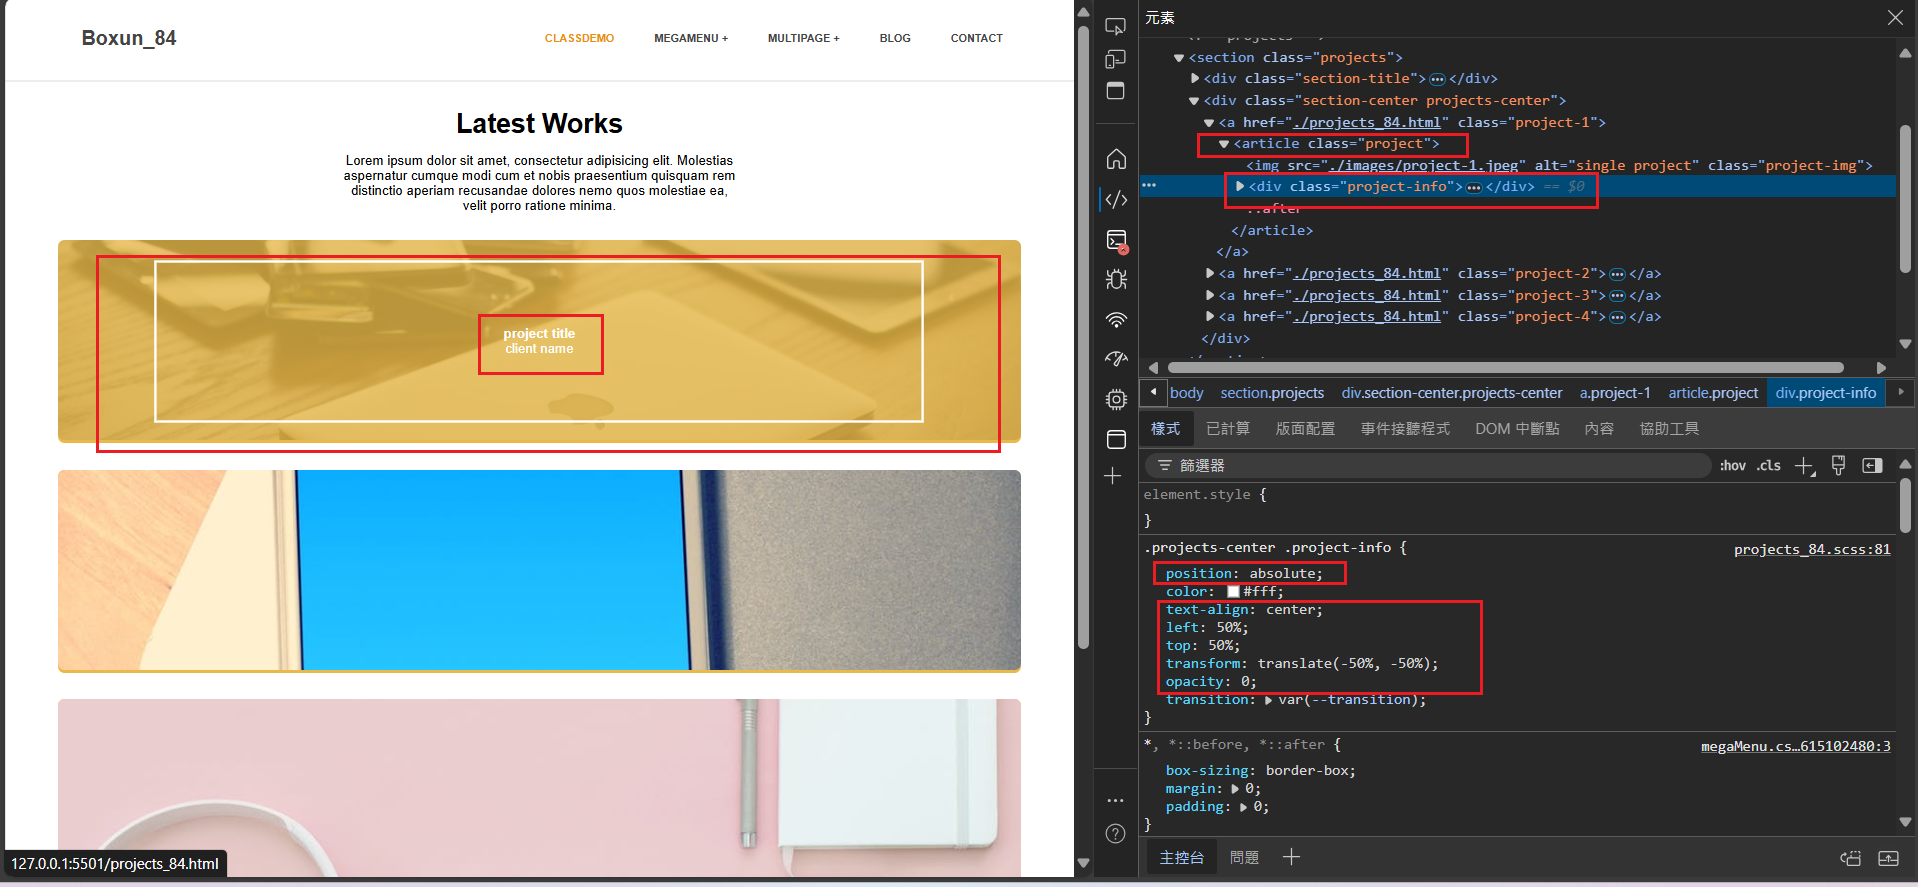 Boxun_84
CLASSDEMO MEGAMENU + MULTIPAGE + BLOG CONTACT
Latest Works
Lorem ipsum dolor sit amet, consectetur adipisicing elit. Molestias
aspernatur cumque modi cum et nobis praesentium quisquam rem
distinctio aperiam recusandae dolores nemo quos molestiae ea,
velit porro ratione minima.
project title
client name
127.0.0.1:5501/projects_84.html
元素
<section class="projects">
<div class="section-title"> ••• </div>
<div class="section-center projects-center">
<a href="./projects_84.html" class="project-1">
<article class="project">
<img src="./images/project-1.jpeg" alt="single project" class="project-img">
••• <div class="project-info"> ••• </div> == $0
::after
</article>
</a>
<a href="./projects_84.html" class="project-2"> ••• </a>
<a href="./projects_84.html" class="project-3"> ••• </a>
<a href="./projects_84.html" class="project-4"> ••• </a>
</div>
body section.projects div.section-center.projects-center a.project-1 article.project div.project-info
樣式 已計算 版面配置 事件接聽程式 DOM 中斷點 內容 協助工具
篩選器 :hov .cls
element.style {
}
.projects-center .project-info { projects_84.scss:81
position: absolute;
color: #fff;
text-align: center;
left: 50%;
top: 50%;
transform: translate(-50%, -50%);
opacity: 0;
transition: var(--transition);
}
*, *::before, *::after { megaMenu.cs…615102480:3
box-sizing: border-box;
margin: 0;
padding: 0;
}
主控台 問題